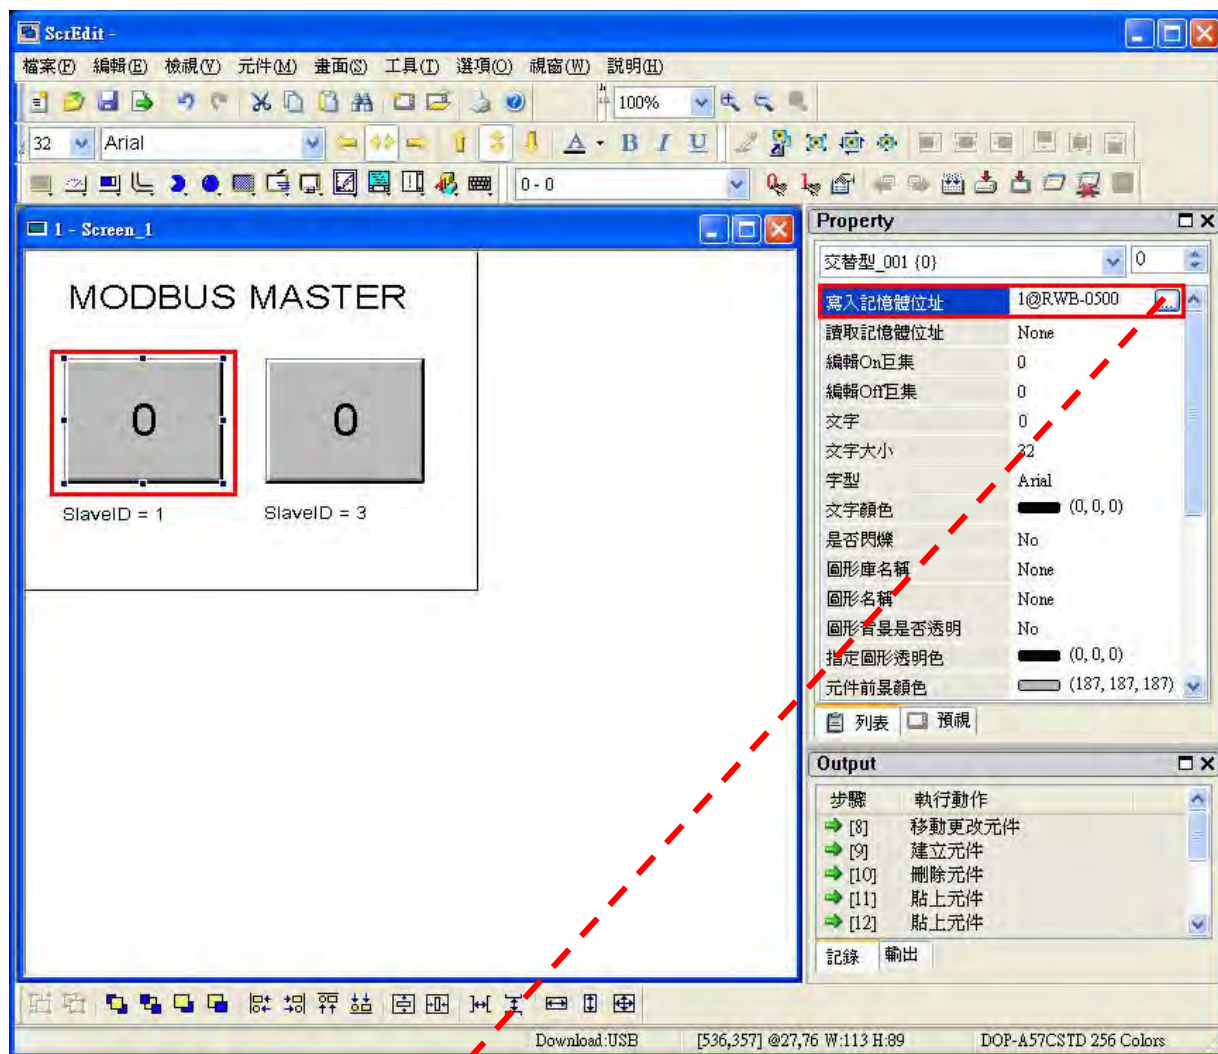 ScrEdit -
檔案(F) 編輯(E) 檢視(V) 元件(M) 畫面(S) 工具(T) 選項(O) 視窗(W) 說明(H)
100%
32 Arial A B I U
0 - 0
1 - Screen_1
MODBUS MASTER
0 0
SlaveID = 1 SlaveID = 3
Property
交替型_001 {0} 0
寫入記憶體位址 1@RWB-0500 ...
讀取記憶體位址 None
編輯On巨集 0
編輯Off巨集 0
文字 0
文字大小 32
字型 Arial
文字顏色 (0, 0, 0)
是否閃爍 No
圖形庫名稱 None
圖形名稱 None
圖形背景是否透明 No
指定圖形透明色 (0, 0, 0)
元件前景顏色 (187, 187, 187)
列表 預視
Output
步驟 執行動作
[8] 移動更改元件
[9] 建立元件
[10] 刪除元件
[11] 貼上元件
[12] 貼上元件
記錄 輸出
Download:USB [536,357] @27,76 W:113 H:89 DOP-A57CSTD 256 Colors